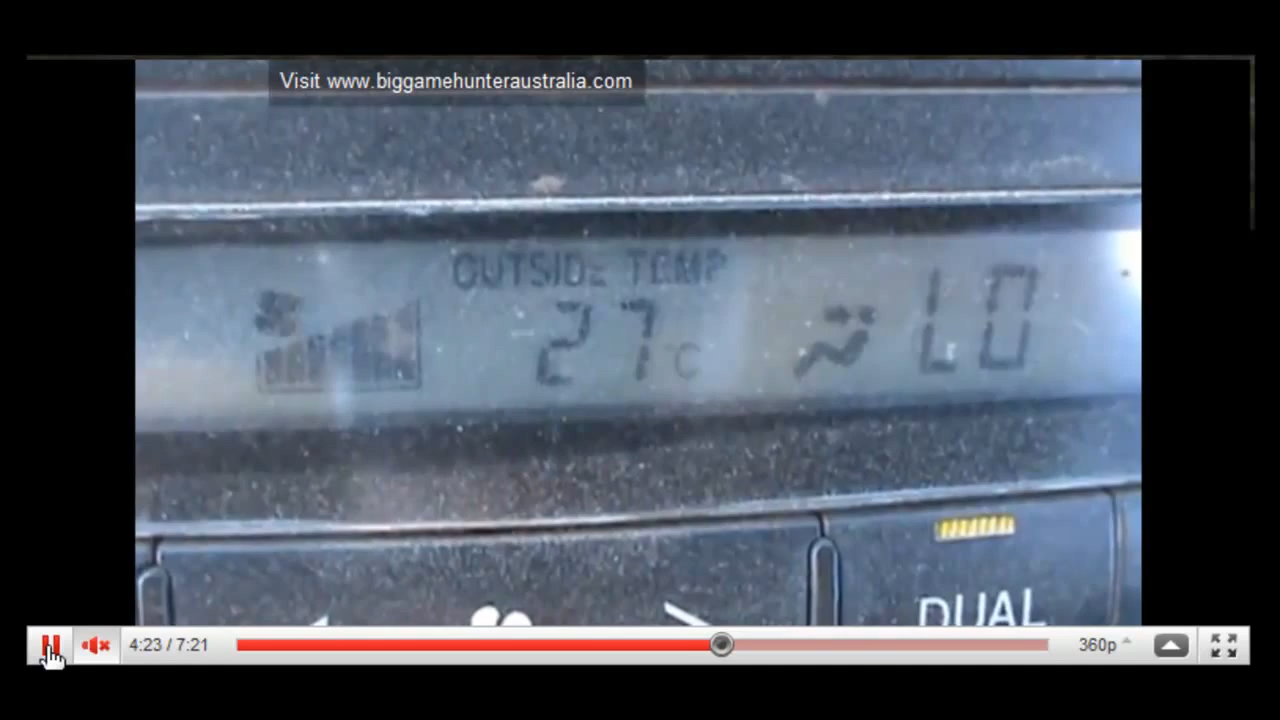 Visit www.biggamehunteraustralia.com
OUTSIDE TEMP
27 C
LO
DUAL
4:23 / 7:21
360p